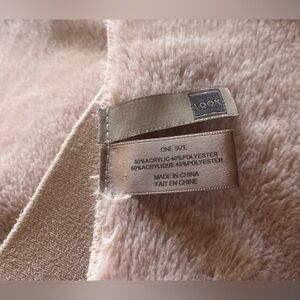 LOOK
ONE SIZE
60%ACRYLIC 40%POLYESTER
60%ACRYLIQUE 40%POLYESTER
MADE IN CHINA
FAIT EN CHINE